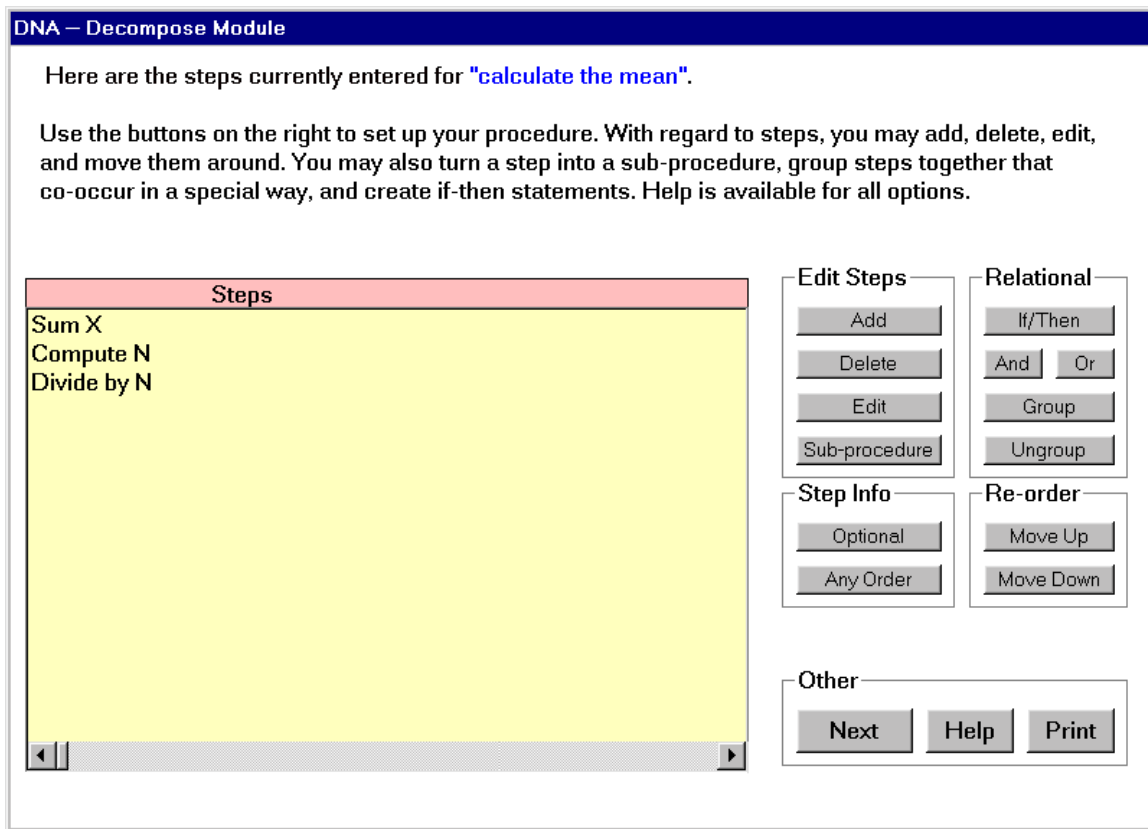 DNA — Decompose Module
Here are the steps currently entered for "calculate the mean".
Use the buttons on the right to set up your procedure. With regard to steps, you may add, delete, edit,
and move them around. You may also turn a step into a sub-procedure, group steps together that
co-occur in a special way, and create if-then statements. Help is available for all options.
Steps
Sum X
Compute N
Divide by N
Edit Steps
Add
Delete
Edit
Sub-procedure
Relational
If/Then
And Or
Group
Ungroup
Step Info
Optional
Any Order
Re-order
Move Up
Move Down
Other
Next Help Print